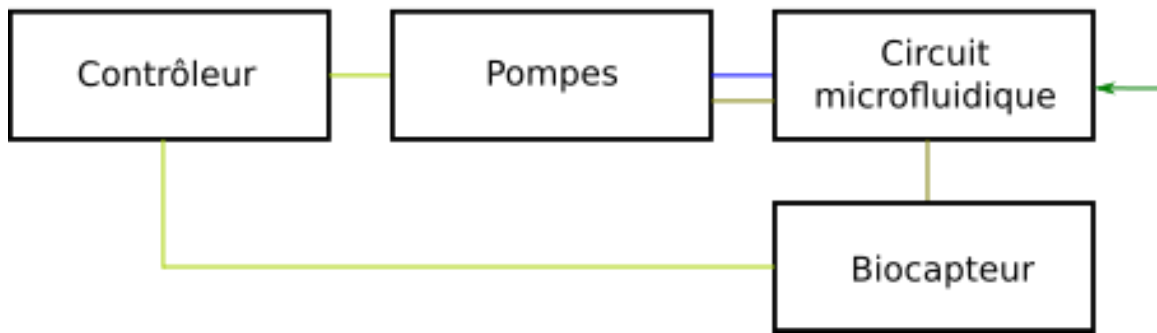 Contrôleur
Pompes
Circuit
microfluidique
Biocapteur